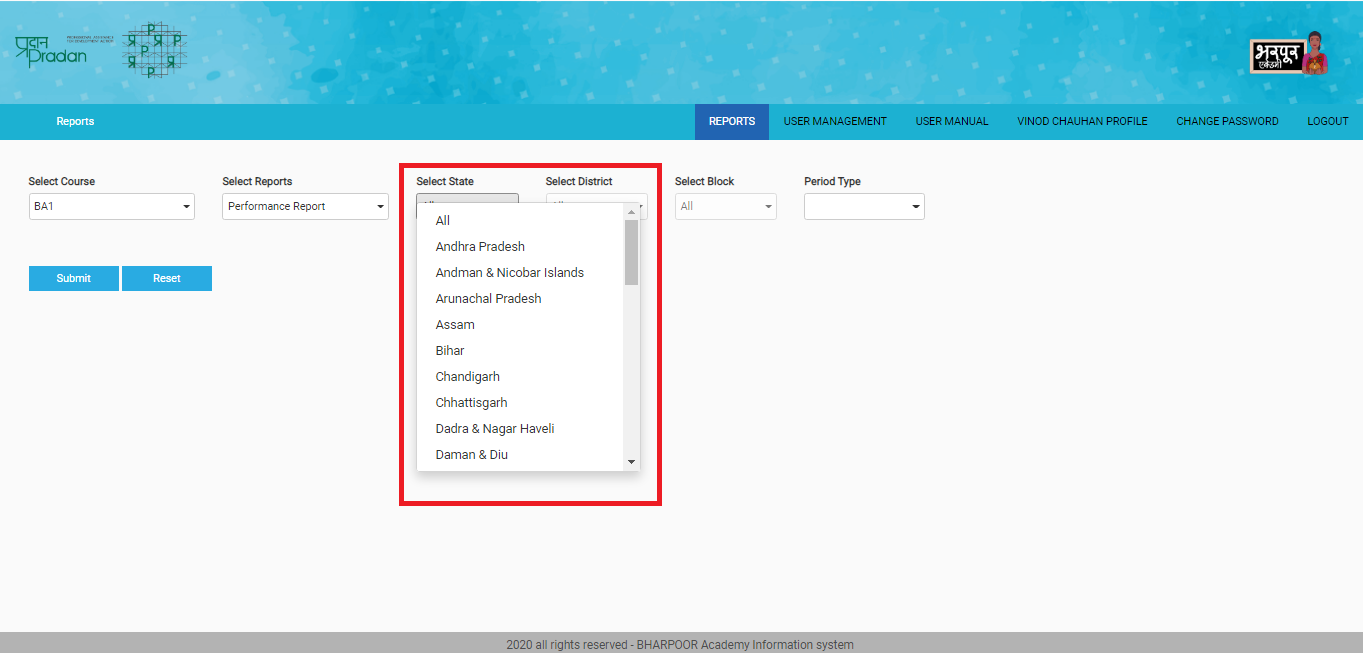 प्रदान
Pradan
PROFESSIONAL ASSISTANCE
FOR DEVELOPMENT ACTION
भरपूर
एकेडमी
Reports
REPORTS USER MANAGEMENT USER MANUAL VINOD CHAUHAN PROFILE CHANGE PASSWORD LOGOUT
Select Course Select Reports Select State Select District Select Block Period Type
BA1 Performance Report All
All
Andhra Pradesh
Andman & Nicobar Islands
Arunachal Pradesh
Assam
Bihar
Chandigarh
Chhattisgarh
Dadra & Nagar Haveli
Daman & Diu
Submit Reset
2020 all rights reserved - BHARPOOR Academy Information system